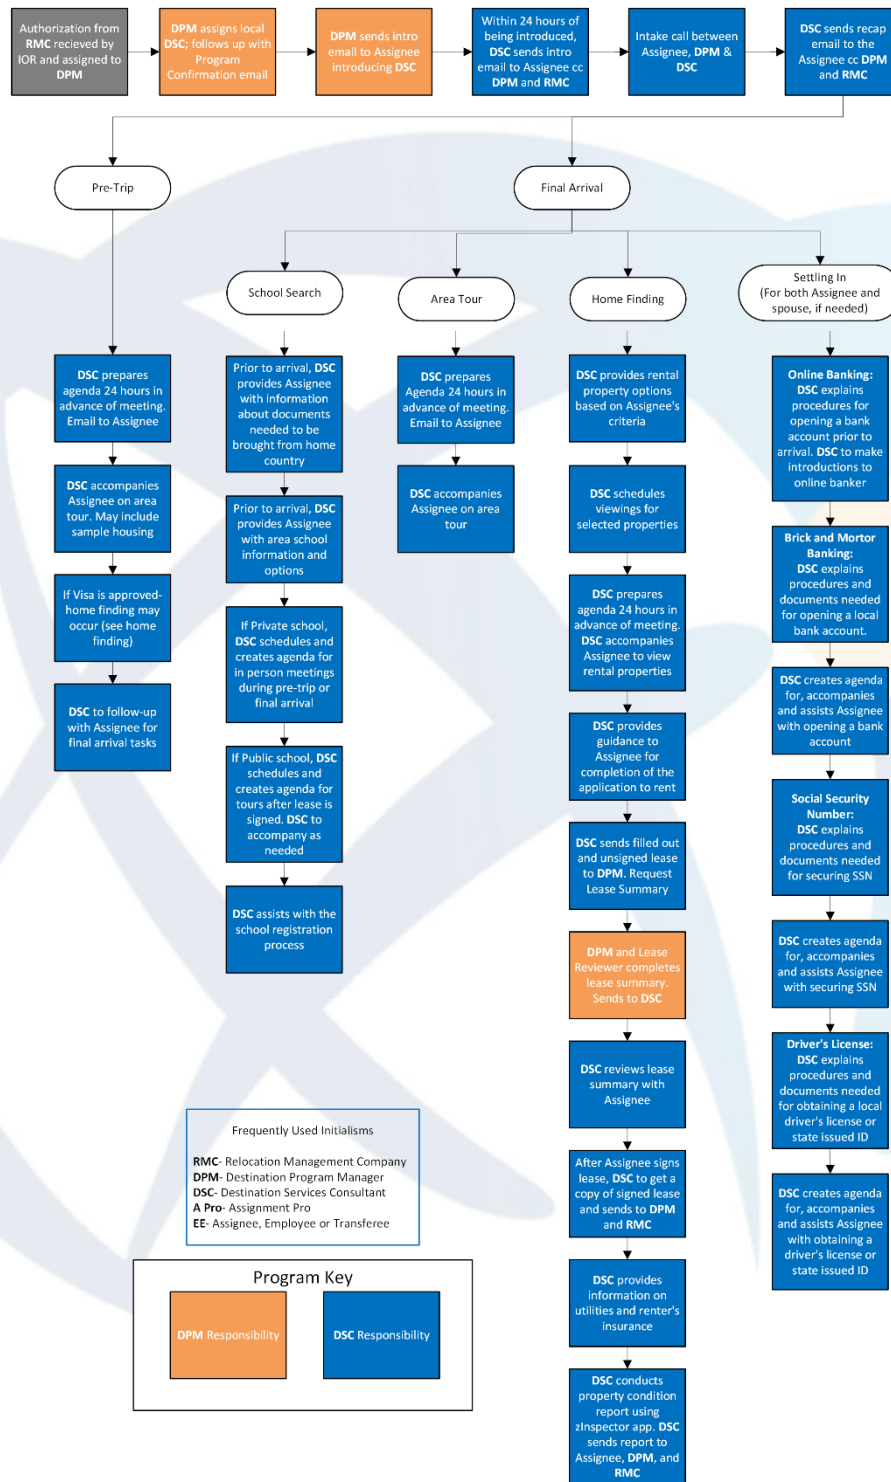 Authorization from
RMC recieved by
IOR and assigned to
DPM
DPM assigns local
DSC; follows up with
Program
Confirmation email
DPM sends intro
email to Assignee
introducing DSC
Within 24 hours of
being introduced,
DSC sends intro
email to Assignee cc
DPM and RMC
Intake call between
Assignee, DPM &
DSC
DSC sends recap
email to the
Assignee cc DPM
and RMC
Pre-Trip
Final Arrival
School Search
Area Tour
Home Finding
Settling In
(For both Assignee and
spouse, if needed)
DSC prepares
agenda 24 hours in
advance of meeting.
Email to Assignee
DSC accompanies
Assignee on area
tour. May include
sample housing
If Visa is approved-
home finding may
occur (see home
finding)
DSC to follow-up
with Assignee for
final arrival tasks
Prior to arrival, DSC
provides Assignee
with information
about documents
needed to be
brought from home
country
Prior to arrival, DSC
provides Assignee
with area school
information and
options
If Private school,
DSC schedules and
creates agenda for
in person meetings
during pre-trip or
final arrival
If Public school, DSC
schedules and
creates agenda for
tours after lease is
signed. DSC to
accompany as
needed
DSC assists with the
school registration
process
DSC prepares
Agenda 24 hours in
advance of meeting.
Email to Assignee
DSC accompanies
Assignee on area
tour
DSC provides rental
property options
based on Assignee's
criteria
DSC schedules
viewings for
selected properties
DSC prepares
agenda 24 hours in
advance of meeting.
DSC accompanies
Assignee to view
rental properties
DSC provides
guidance to
Assignee for
completion of the
application to rent
DSC sends filled out
and unsigned lease
to DPM. Request
Lease Summary
DPM and Lease
Reviewer completes
lease summary.
Sends to DSC
DSC reviews lease
summary with
Assignee
After Assignee signs
lease, DSC to get a
copy of signed lease
and sends to DPM
and RMC
DSC provides
information on
utilities and renter's
insurance
DSC conducts
property condition
report using
zInspector app. DSC
sends report to
Assignee, DPM, and
RMC
Online Banking:
DSC explains
procedures for
opening a bank
account prior to
arrival. DSC to make
introductions to
online banker
Brick and Mortor
Banking:
DSC explains
procedures and
documents needed
for opening a local
bank account.
DSC creates agenda
for, accompanies
and assists Assignee
with opening a bank
account
Social Security
Number:
DSC explains
procedures and
documents needed
for securing SSN
DSC creates agenda
for, accompanies
and assists Assignee
with securing SSN
Driver's License:
DSC explains
procedures and
documents needed
for obtaining a local
driver's license or
state issued ID
DSC creates agenda
for, accompanies
and assists Assignee
with obtaining a
driver's license or
state issued ID
Frequently Used Initialisms
RMC- Relocation Management Company
DPM- Destination Program Manager
DSC- Destination Services Consultant
A Pro- Assignment Pro
EE- Assignee, Employee or Transferee
Program Key
DPM Responsibility
DSC Responsibility